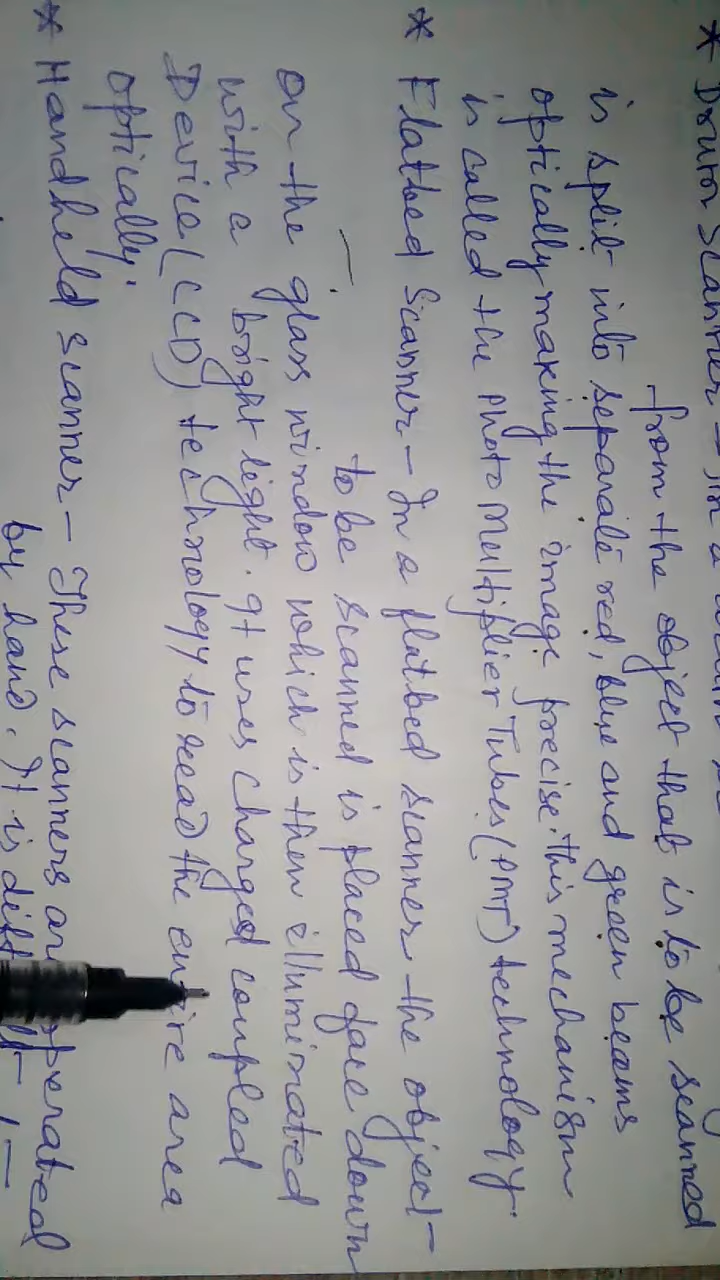 * Drum Scanner - In a
from the object that is to be scanned
is split into separate red, blue and green beams
optically making the image precise. this mechanism
is called the Photo Multiplier Tubes (PMT) technology.
* Flatbed Scanner - In a flatbed scanner the object
to be scanned is placed face down
on the glass window which is then illuminated
with a bright light. It uses charged coupled
Device (CCD) technology to read the entire area
optically.
* Handheld scanner - These scanners are operated
by hand. It is